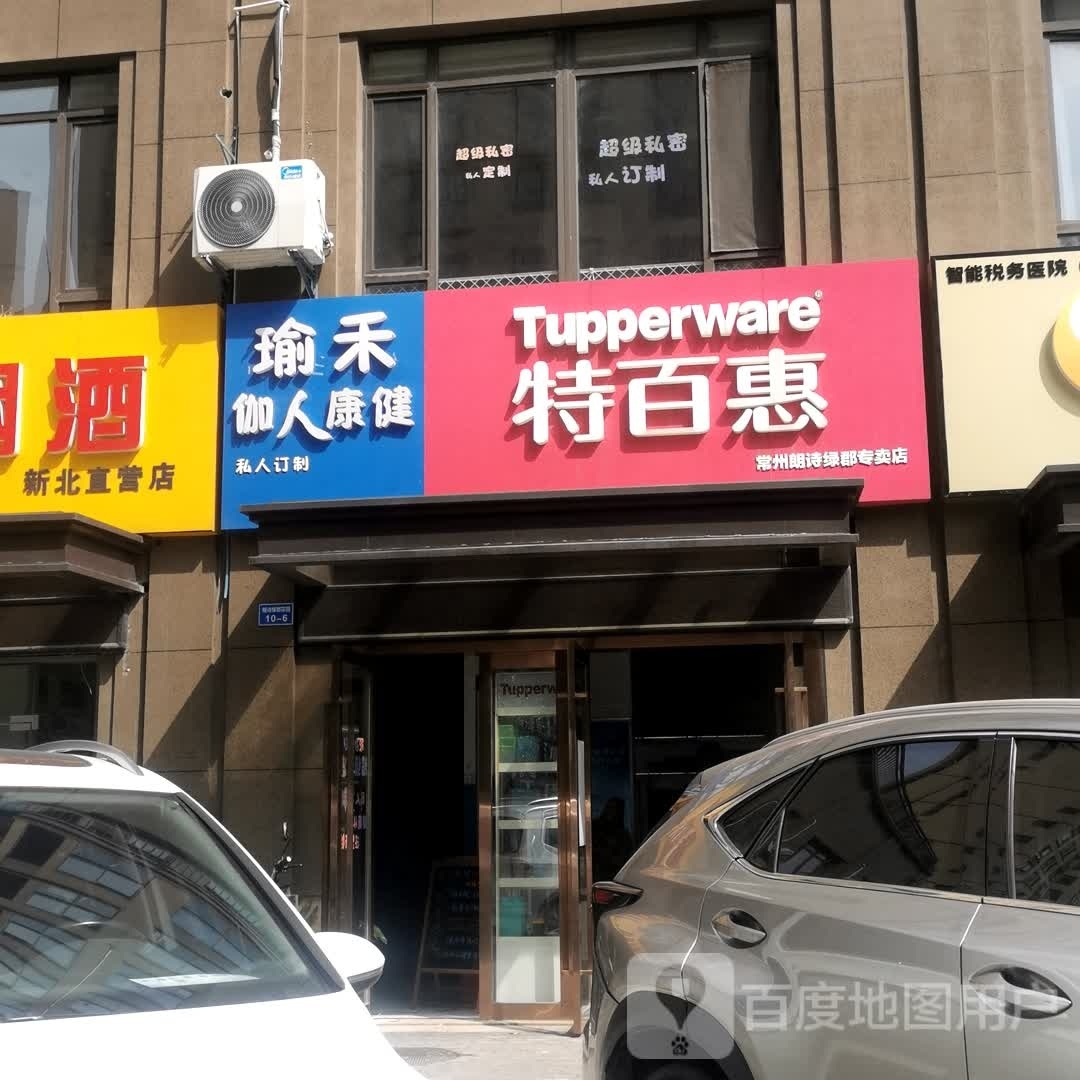 超级私密
私人定制
超级私密
私人订制
Midea
酒
新北直营店
瑜禾
伽人康健
私人订制
Tupperware®
特百惠
常州朗诗绿郡专卖店
智能税务医院
10-6
Tupperw
百度地图用户